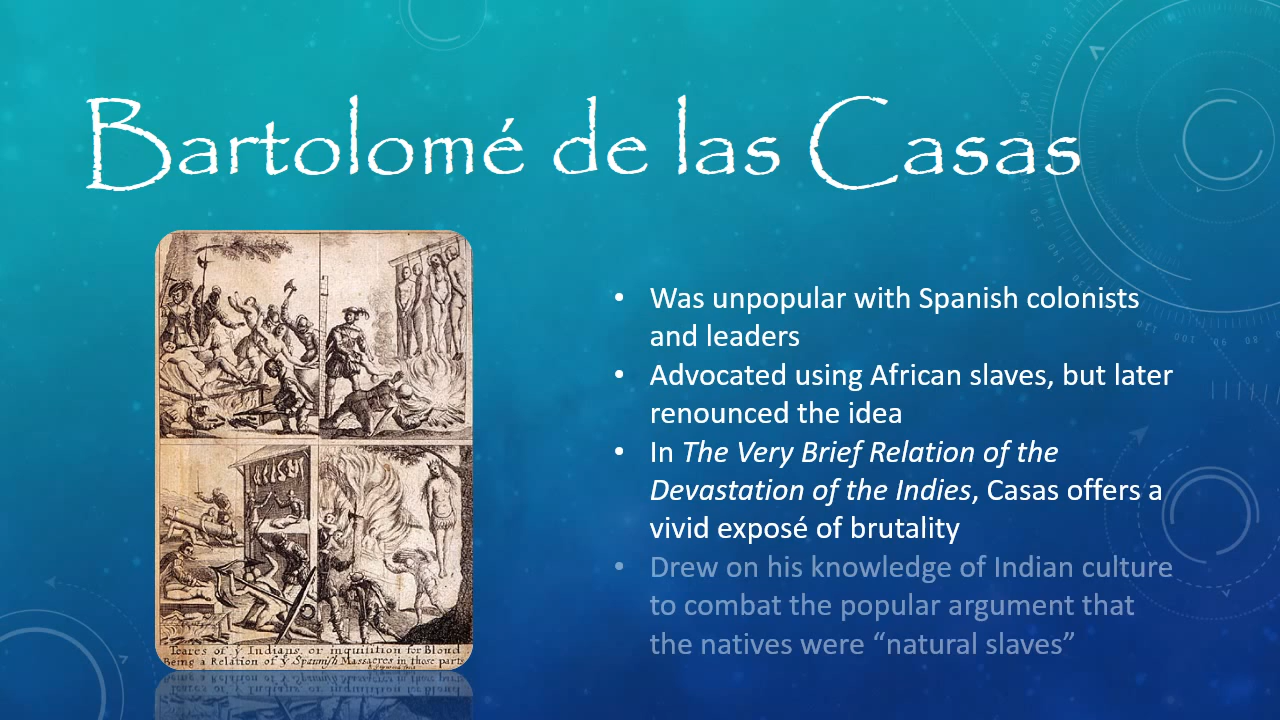 Bartolomé de las Casas
• Was unpopular with Spanish colonists
and leaders
• Advocated using African slaves, but later
renounced the idea
• In The Very Brief Relation of the
Devastation of the Indies, Casas offers a
vivid exposé of brutality
• Drew on his knowledge of Indian culture
to combat the popular argument that
the natives were “natural slaves”
Teares of ẙ Indians, or inquisition for Bloud
Being a Relation of ẙ Spanish Massacres in those parts